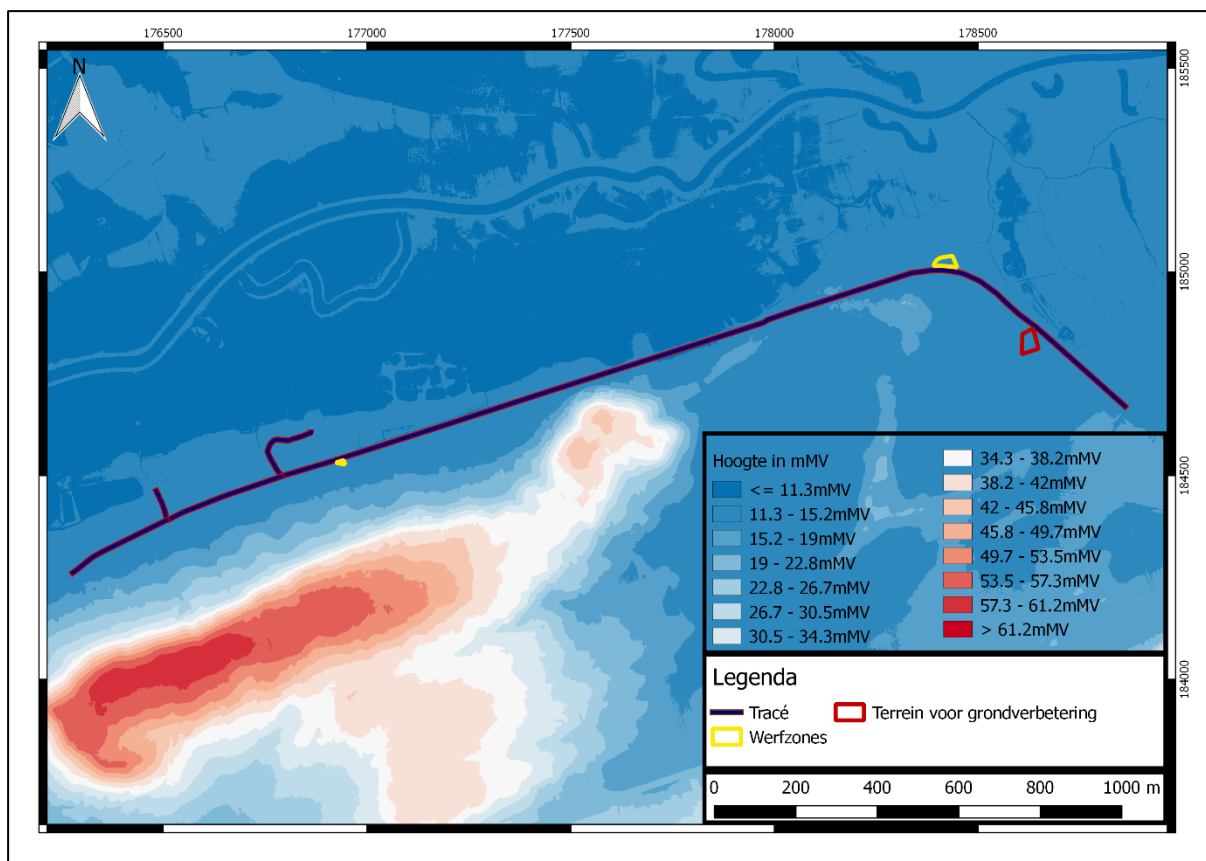 176500 177000 177500 178000 178500
N
185500
185000
184500
184000
Hoogte in mMV
<= 11.3mMV
11.3 - 15.2mMV
15.2 - 19mMV
19 - 22.8mMV
22.8 - 26.7mMV
26.7 - 30.5mMV
30.5 - 34.3mMV
34.3 - 38.2mMV
38.2 - 42mMV
42 - 45.8mMV
45.8 - 49.7mMV
49.7 - 53.5mMV
53.5 - 57.3mMV
57.3 - 61.2mMV
> 61.2mMV
Legenda
Tracé Terrein voor grondverbetering
Werfzones
0 200 400 600 800 1000 m